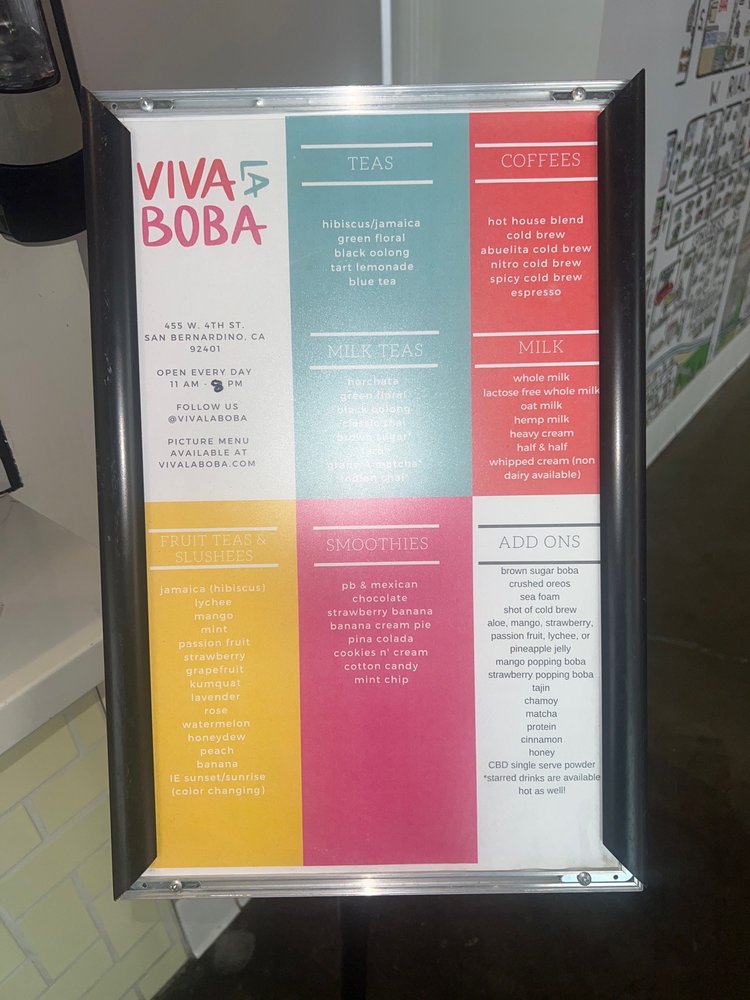 VIVA LA
BOBA
455 W. 4TH ST.
SAN BERNARDINO, CA
92401
OPEN EVERY DAY
11 AM - 8 PM
FOLLOW US
@VIVALABOBA
PICTURE MENU
AVAILABLE AT
VIVALABOBA.COM
TEAS
hibiscus/jamaica
green floral
black oolong
tart lemonade
blue tea
COFFEES
hot house blend
cold brew
abuelita cold brew
nitro cold brew
spicy cold brew
espresso
MILK TEAS
horchata
green floral
black oolong
classic thai
brown sugar*
taro*
grade A matcha*
indian chai*
MILK
whole milk
lactose free whole milk
oat milk
hemp milk
heavy cream
half & half
whipped cream (non
dairy available)
FRUIT TEAS &
SLUSHEES
jamaica (hibiscus)
lychee
mango
mint
passion fruit
strawberry
grapefruit
kumquat
lavender
rose
watermelon
honeydew
peach
banana
IE sunset/sunrise
(color changing)
SMOOTHIES
pb & mexican
chocolate
strawberry banana
banana cream pie
pina colada
cookies n' cream
cotton candy
mint chip
ADD ONS
brown sugar boba
crushed oreos
sea foam
shot of cold brew
aloe, mango, strawberry,
passion fruit, lychee, or
pineapple jelly
mango popping boba
strawberry popping boba
tajin
chamoy
matcha
protein
cinnamon
honey
CBD single serve powder
*starred drinks are available
hot as well!